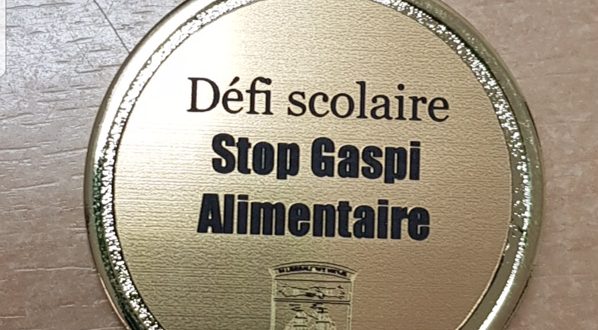 Défi scolaire
Stop Gaspi
Alimentaire